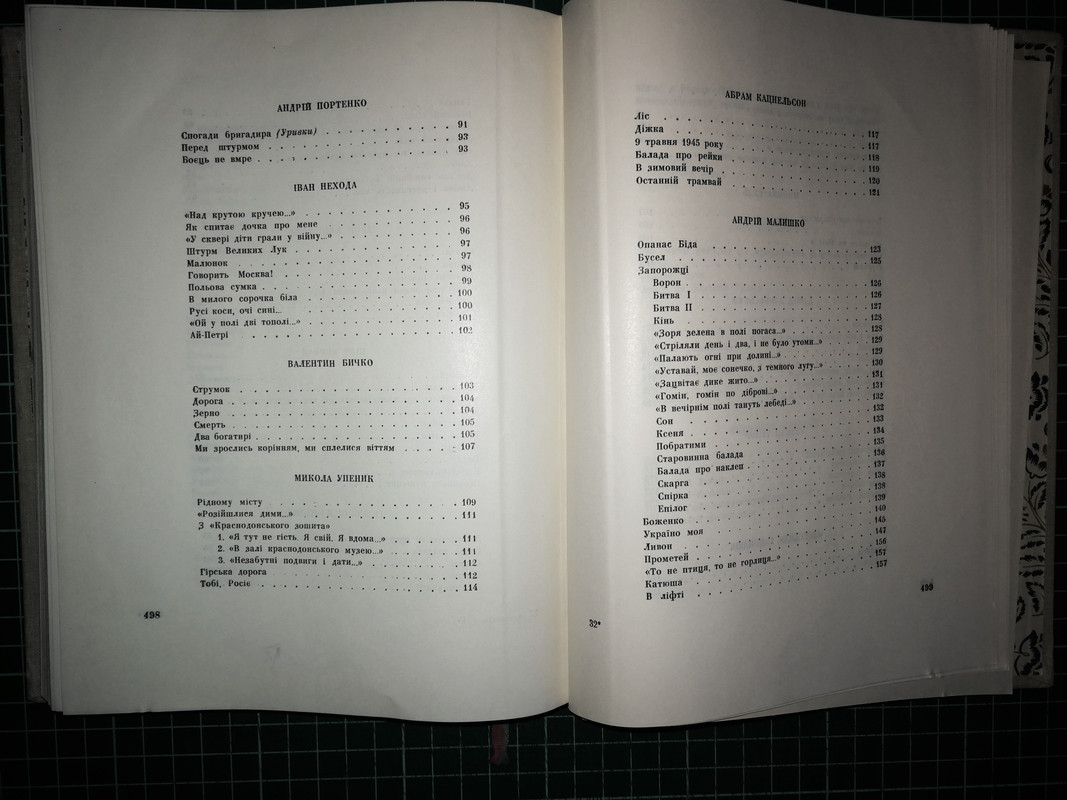 АНДРІЙ ПОРТЕНКО
Спогади бригадира (Уривки) . . . . . . . . . . 91
Перед штурмом . . . . . . . . . . 93
Боєць не вмре . . . . . . . . . . 93
ІВАН НЕХОДА
«Над крутою кручею...» . . . . . . . . . . 95
Як спитає дочка про мене . . . . . . . . . . 96
«У сквері діти грали у війну...» . . . . . . . . . . 96
Штурм Великих Лук . . . . . . . . . . 97
Малюнок . . . . . . . . . . 97
Говорить Москва! . . . . . . . . . . 98
Польова сумка . . . . . . . . . . 99
В милого сорочка біла . . . . . . . . . . 100
Русі коси, очі сині... . . . . . . . . . . 100
«Ой у полі дві тополі...» . . . . . . . . . . 101
Ай-Петрі . . . . . . . . . . 102
ВАЛЕНТИН БИЧКО
Струмок . . . . . . . . . . 103
Дорога . . . . . . . . . . 104
Зерно . . . . . . . . . . 104
Смерть . . . . . . . . . . 105
Два богатирі . . . . . . . . . . 105
Ми зрослись корінням, ми сплелися віттям . . . . . 107
МИКОЛА УПЕНИК
Рідному місту . . . . . . . . . . 109
«Розійшлися дими...» . . . . . . . . . . 111
З «Краснодонського зошита»
1. «Я тут не гість. Я свій. Я вдома...» . . . . . . 111
2. «В залі краснодонського музею...» . . . . . . 111
3. «Незабутні подвиги і дати...» . . . . . . . 112
Гірська дорога . . . . . . . . . . 112
Тобі, Росіє . . . . . . . . . . 114
498
АБРАМ КАЦНЕЛЬСОН
Ліс . . . . . . . . . . 117
Діжка . . . . . . . . . . 117
9 травня 1945 року . . . . . . . . . . 118
Балада про рейки . . . . . . . . . . 119
В зимовий вечір . . . . . . . . . . 120
Останній трамвай . . . . . . . . . . 121
АНДРІЙ МАЛИШКО
Опанас Біда . . . . . . . . . . 123
Бусел . . . . . . . . . . 125
Запорожці
Ворон . . . . . . . . . . 126
Битва I . . . . . . . . . . 126
Битва II . . . . . . . . . . 127
Кінь . . . . . . . . . . 128
«Зоря зелена в полі погаса...» . . . . . . . 128
«Стріляли день і два, і не було утоми...» . . . . 129
«Палають огні при долині...» . . . . . . . 129
«Уставай, моє сонечко, з темного лугу...» . . . . 130
«Зацвітає дике жито...» . . . . . . . . 131
«Гомін, гомін по діброві...» . . . . . . . 131
«В вечірнім полі тануть лебеді...» . . . . . . 132
Сон . . . . . . . . . . 132
Ксеня . . . . . . . . . . 133
Побратими . . . . . . . . . . 134
Старовинна балада . . . . . . . . . . 135
Балада про наклеп . . . . . . . . . . 136
Скарга . . . . . . . . . . 137
Спірка . . . . . . . . . . 138
Епілог . . . . . . . . . . 138
Боженко . . . . . . . . . . 139
Україно моя . . . . . . . . . . 140
Ливон . . . . . . . . . . 145
Прометей . . . . . . . . . . 147
«То не птиця, то не горлиця...» . . . . . . . 156
Катюша . . . . . . . . . . 157
В ліфті . . . . . . . . . . 157
32*
499